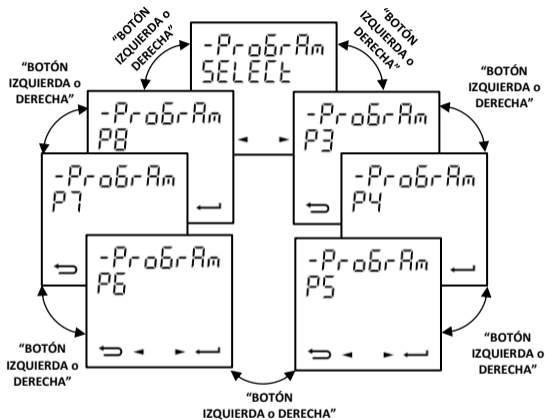 "BOTÓN
IZQUIERDA o
DERECHA"
-ProGrAm
SELECt
"BOTÓN
IZQUIERDA o
DERECHA"
"BOTÓN
IZQUIERDA o
DERECHA"
-ProGrAm
P8
-ProGrAm
P3
"BOTÓN
IZQUIERDA o
DERECHA"
-ProGrAm
P7
-ProGrAm
P4
-ProGrAm
P6
-ProGrAm
P5
"BOTÓN
IZQUIERDA o
DERECHA"
"BOTÓN
IZQUIERDA o
DERECHA"
"BOTÓN
IZQUIERDA o DERECHA"